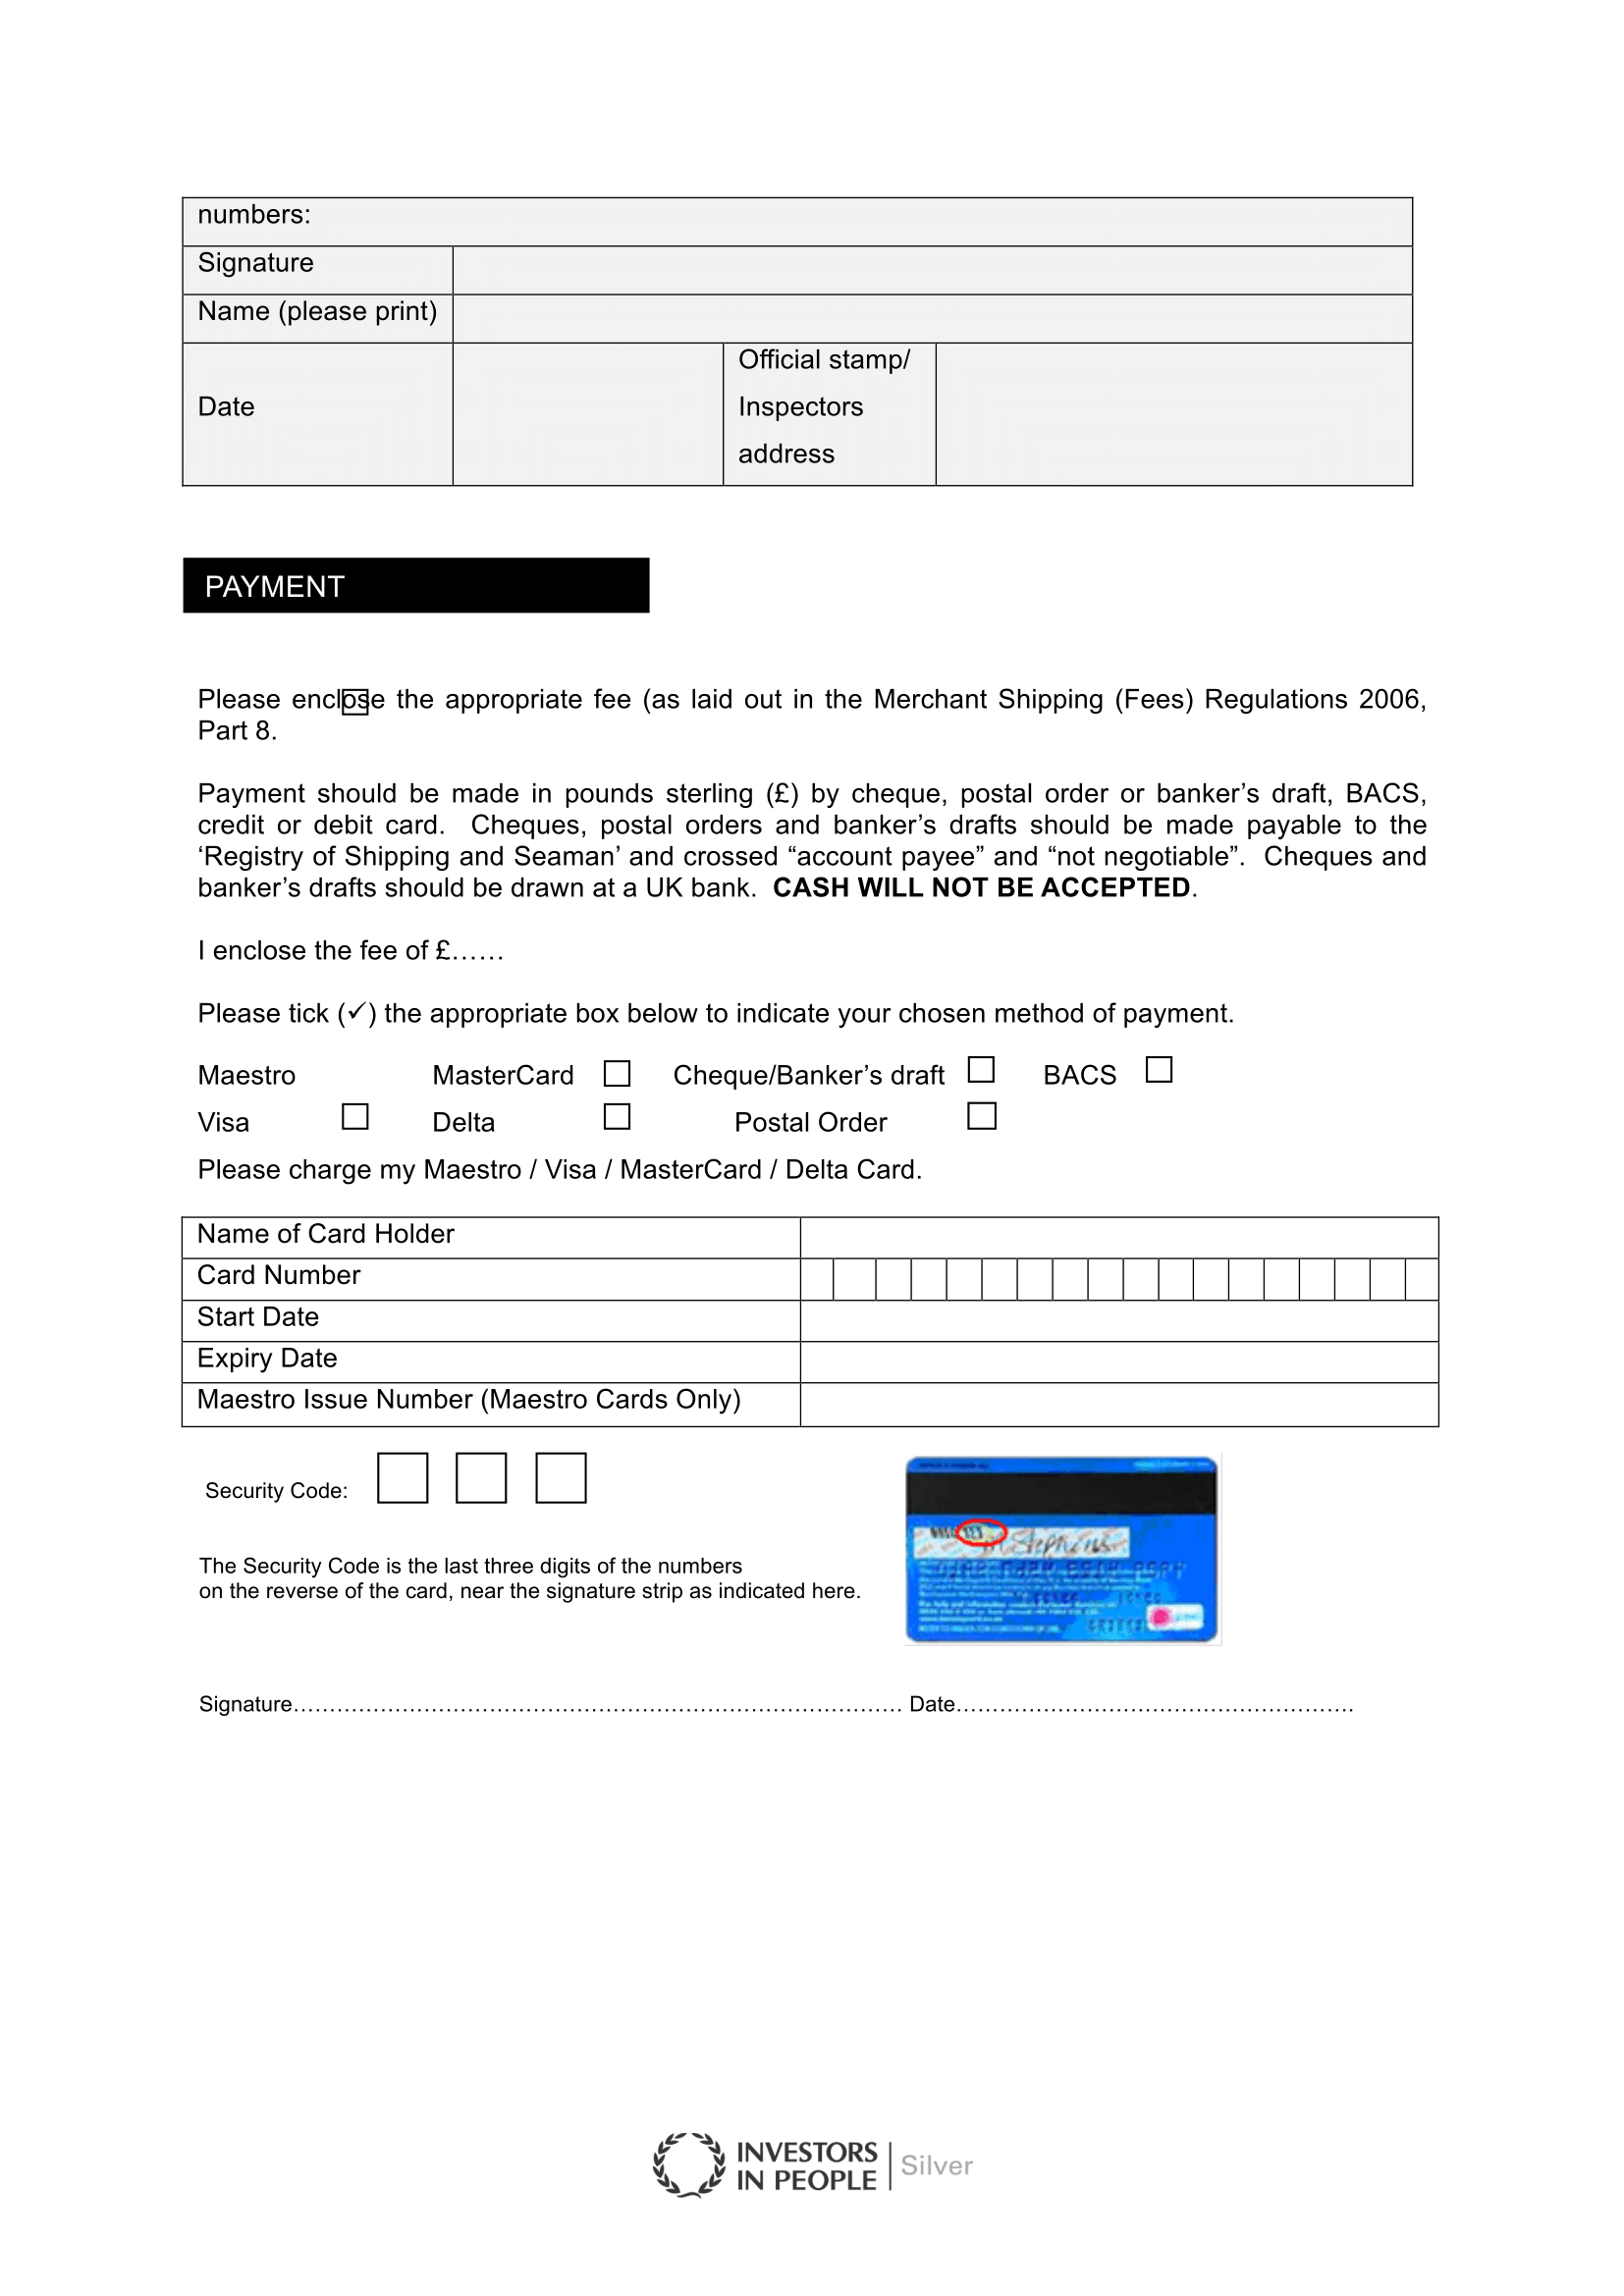 numbers:
Signature
Name (please print)
Date
Official stamp/
Inspectors
address
PAYMENT
Please enclose the appropriate fee (as laid out in the Merchant Shipping (Fees) Regulations 2006,
Part 8.
Payment should be made in pounds sterling (£) by cheque, postal order or banker’s draft, BACS,
credit or debit card. Cheques, postal orders and banker’s drafts should be made payable to the
‘Registry of Shipping and Seaman’ and crossed “account payee” and “not negotiable”. Cheques and
banker’s drafts should be drawn at a UK bank. CASH WILL NOT BE ACCEPTED.
I enclose the fee of £……
Please tick (✓) the appropriate box below to indicate your chosen method of payment.
Maestro MasterCard ☐ Cheque/Banker’s draft ☐ BACS ☐
Visa ☐ Delta ☐ Postal Order ☐
Please charge my Maestro / Visa / MasterCard / Delta Card.
Name of Card Holder
Card Number
Start Date
Expiry Date
Maestro Issue Number (Maestro Cards Only)
Security Code:
The Security Code is the last three digits of the numbers
on the reverse of the card, near the signature strip as indicated here.
Signature………………………………………………………………………… Date………………………………………………
INVESTORS
IN PEOPLE
Silver